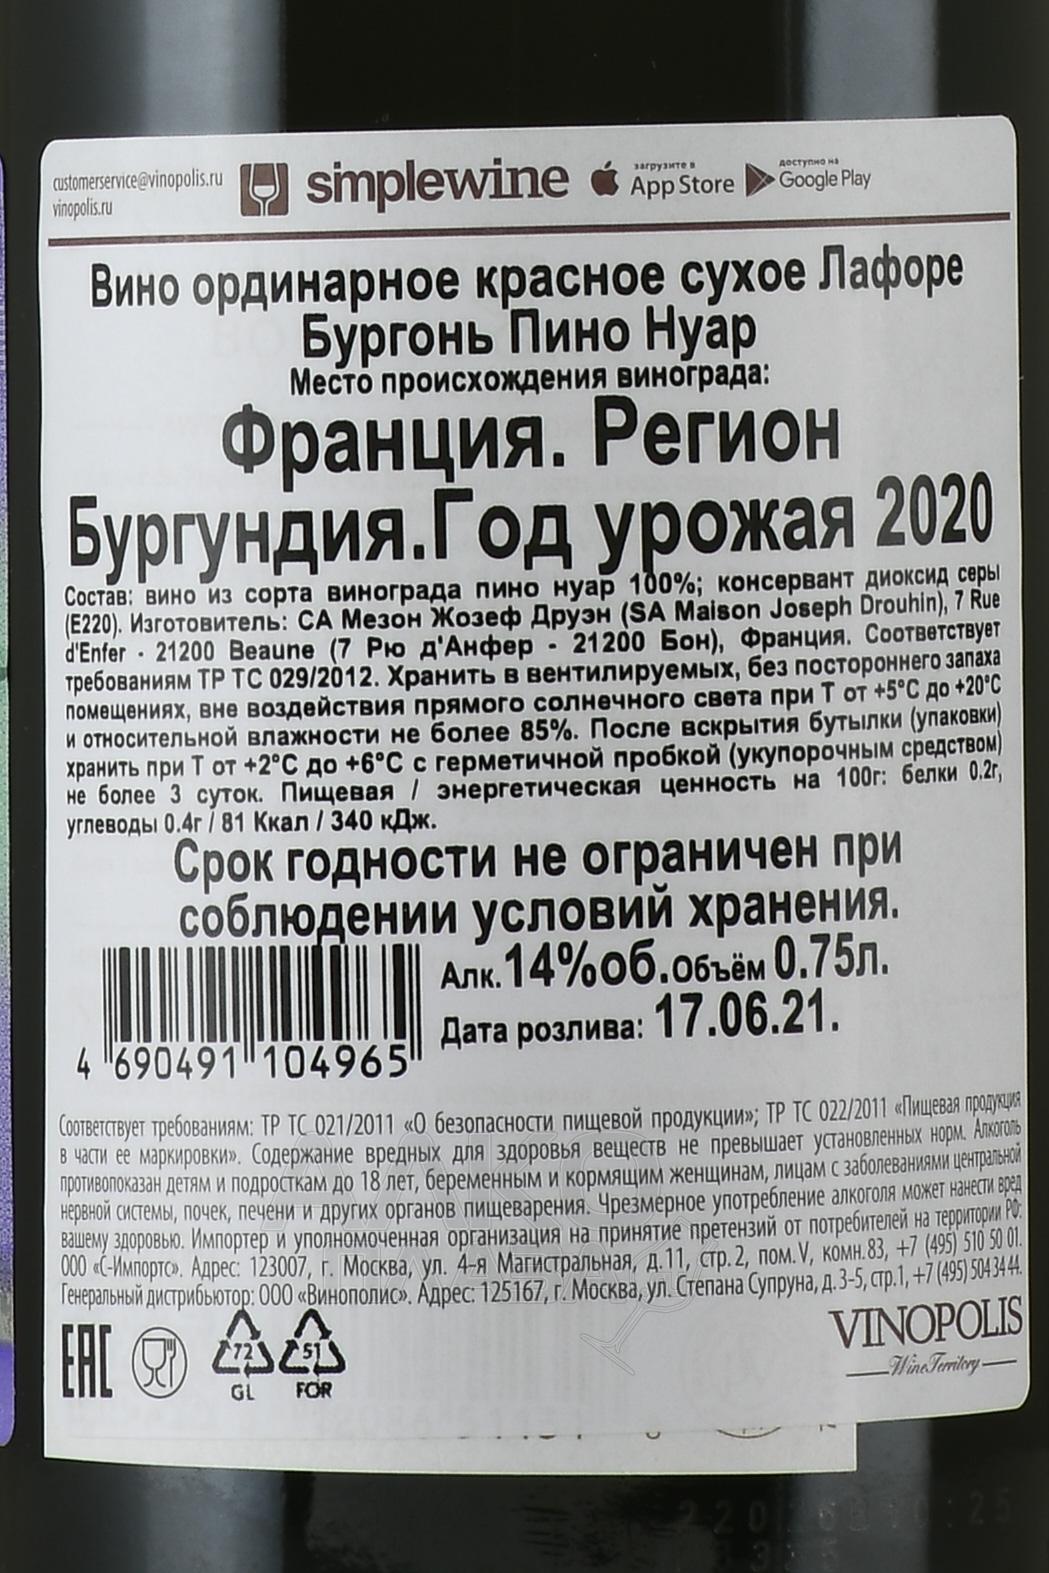 customerservice@vinopolis.ru
vinopolis.ru
simplewine
загрузите в
App Store
доступно на
Google Play
Вино ординарное красное сухое Лафоре
Бургонь Пино Нуар
Место происхождения винограда:
Франция. Регион
Бургундия.Год урожая 2020
Состав: вино из сорта винограда пино нуар 100%; консервант диоксид серы
(E220). Изготовитель: СА Мезон Жозеф Друэн (SA Maison Joseph Drouhin), 7 Rue
d'Enfer - 21200 Beaune (7 Рю д'Анфер - 21200 Бон), Франция. Соответствует
требованиям ТР ТС 029/2012. Хранить в вентилируемых, без постороннего запаха
помещениях, вне воздействия прямого солнечного света при Т от +5°С до +20°С
и относительной влажности не более 85%. После вскрытия бутылки (упаковки)
хранить при Т от +2°С до +6°С с герметичной пробкой (укупорочным средством)
не более 3 суток. Пищевая / энергетическая ценность на 100г: белки 0.2г,
углеводы 0.4г / 81 Ккал / 340 кДж.
Срок годности не ограничен при
соблюдении условий хранения.
Алк. 14%об. Объём 0.75л.
Дата розлива: 17.06.21.
4 690491 104965
Соответствует требованиям: ТР ТС 021/2011 «О безопасности пищевой продукции»; ТР ТС 022/2011 «Пищевая продукция
в части ее маркировки». Содержание вредных для здоровья веществ не превышает установленных норм. Алкоголь
противопоказан детям и подросткам до 18 лет, беременным и кормящим женщинам, лицам с заболеваниями центральной
нервной системы, почек, печени и других органов пищеварения. Чрезмерное употребление алкоголя может нанести вред
вашему здоровью. Импортер и уполномоченная организация на принятие претензий от потребителей на территории РФ:
ООО «С-Импортс». Адрес: 123007, г. Москва, ул. 4-я Магистральная, д.11, стр. 2, пом. V, комн.83, +7 (495) 510 50 01.
Генеральный дистрибьютор: ООО «Винополис». Адрес: 125167, г. Москва, ул. Степана Супруна, д. 3-5, стр.1, +7 (495) 504 34 44.
EAC
72
GL
51
FOR
VINOPOLIS
Wine Territory